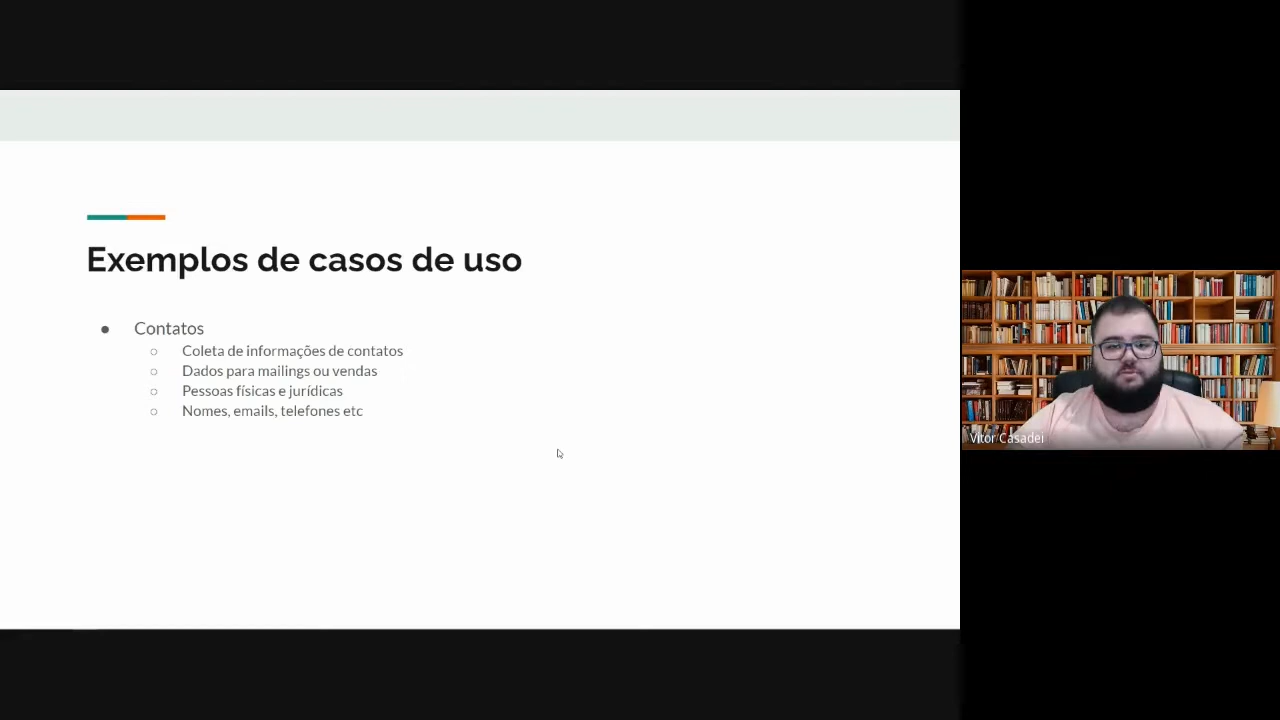 Exemplos de casos de uso
● Contatos
○ Coleta de informações de contatos
○ Dados para mailings ou vendas
○ Pessoas físicas e jurídicas
○ Nomes, emails, telefones etc
Vitor Casadei